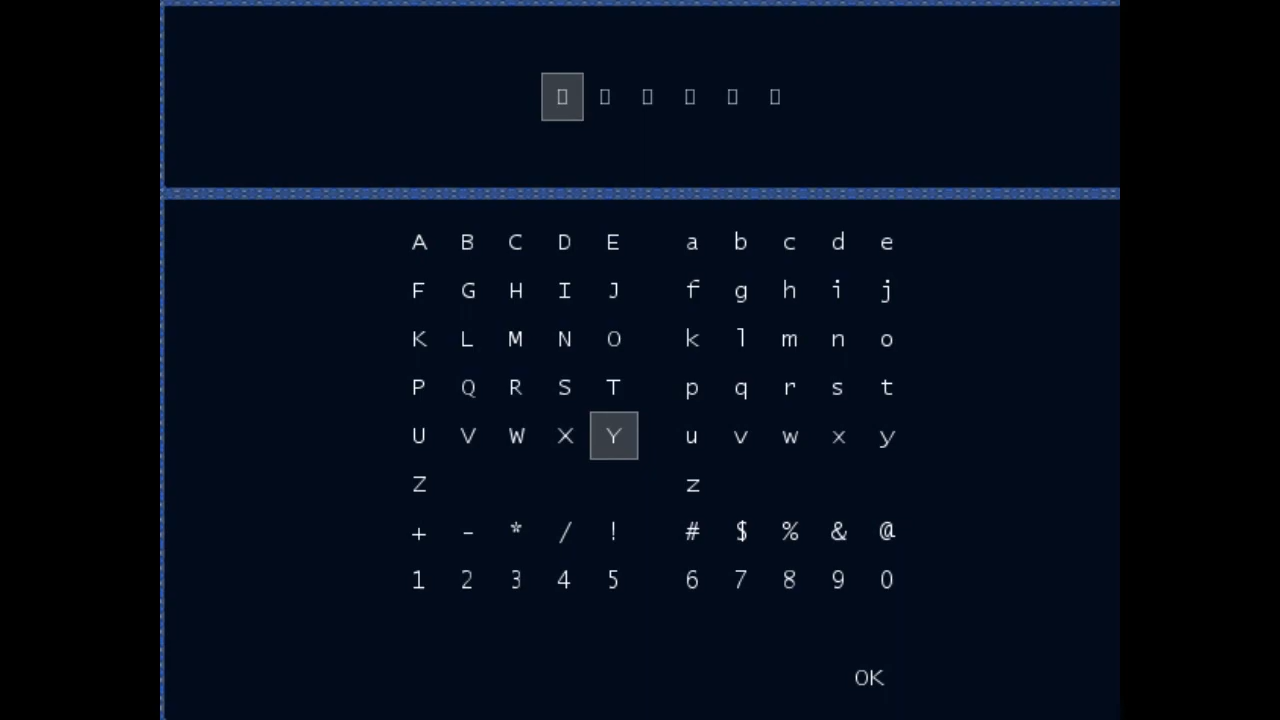 A B C D E a b c d e
F G H I J f g h i j
K L M N O k l m n o
P Q R S T p q r s t
U V W X Y u v w x y
Z z
+ - * / ! # $ % & @
1 2 3 4 5 6 7 8 9 0
OK